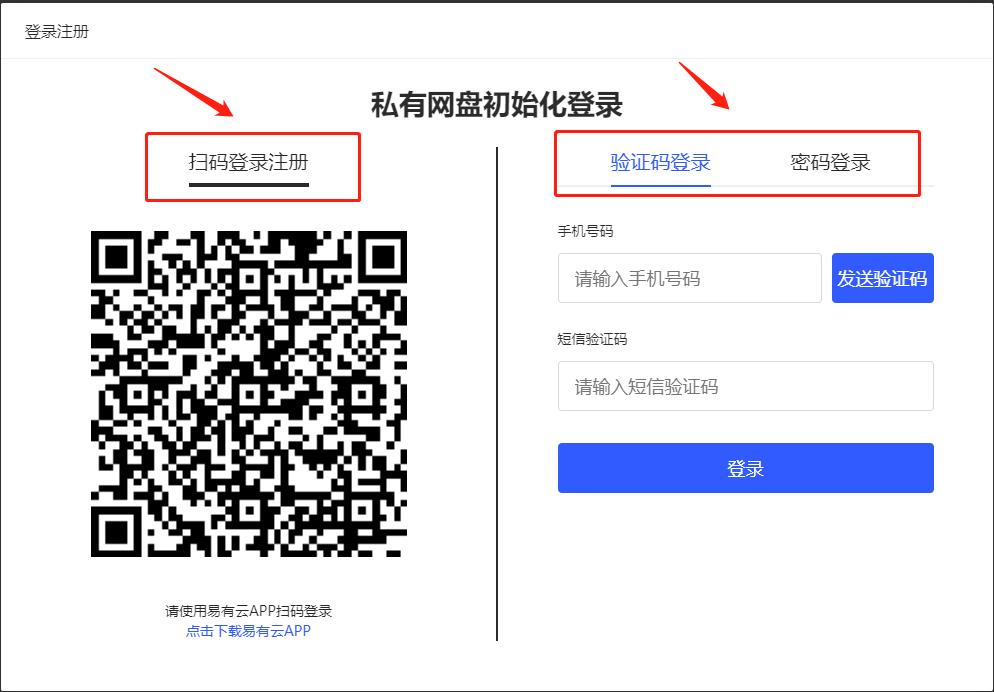 登录注册
私有网盘初始化登录
扫码登录注册
请使用易有云APP扫码登录
点击下载易有云APP
验证码登录 密码登录
手机号码
请输入手机号码 发送验证码
短信验证码
请输入短信验证码
登录